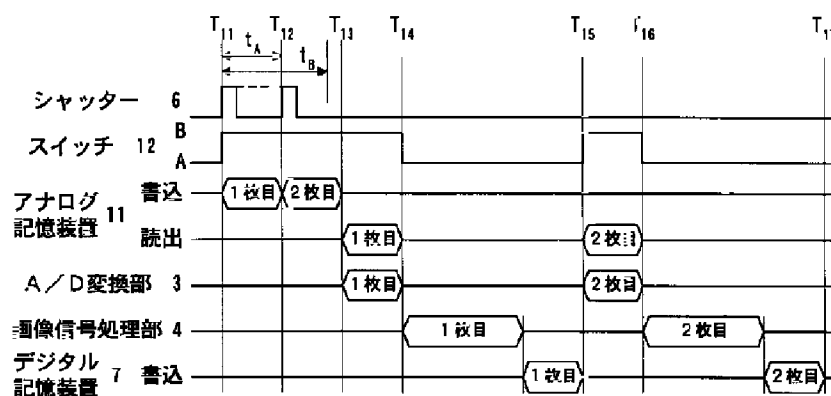 T11 T12 T13 T14 T15 T16
tA
tB
シャッター 6
スイッチ 12 B
A
アナログ記憶装置 11 書込 1枚目 2枚目
読出 1枚目 2枚目
A/D変換部 3 1枚目 2枚目
画像信号処理部 4 1枚目 2枚目
デジタル記憶装置 7 書込 1枚目 2枚目